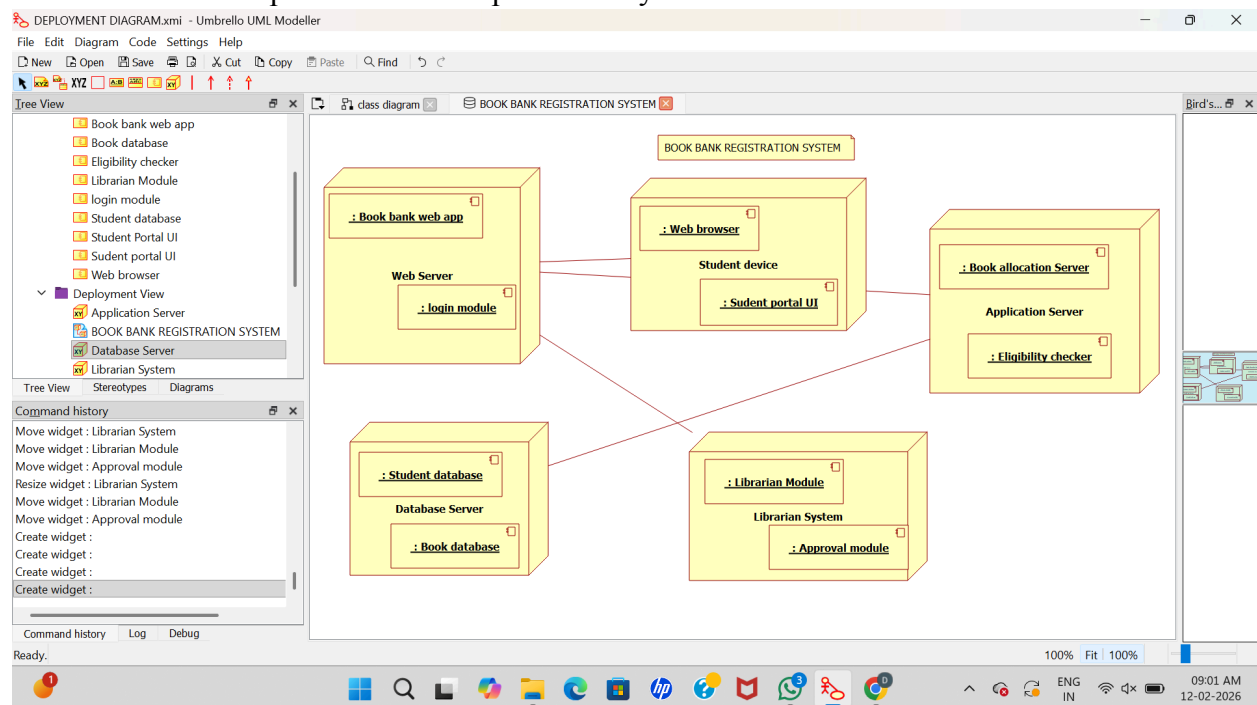 DEPLOYMENT DIAGRAM.xmi - Umbrello UML Modeller
File Edit Diagram Code Settings Help
New Open Save Cut Copy Paste Find
XYZ
Tree View
class diagram
BOOK BANK REGISTRATION SYSTEM
Bird's...
Book bank web app
Book database
Eligibility checker
Librarian Module
login module
Student database
Student Portal UI
Sudent portal UI
Web browser
Deployment View
Application Server
BOOK BANK REGISTRATION SYSTEM
Database Server
Librarian System
Tree View Stereotypes Diagrams
Command history
Move widget : Librarian System
Move widget : Librarian Module
Move widget : Approval module
Resize widget : Librarian System
Move widget : Librarian Module
Move widget : Approval module
Create widget :
Create widget :
Create widget :
Create widget :
Command history Log Debug
BOOK BANK REGISTRATION SYSTEM
: Book bank web app
Web Server
: login module
: Web browser
Student device
: Sudent portal UI
: Book allocation Server
Application Server
: Eligibility checker
: Student database
Database Server
: Book database
: Librarian Module
Librarian System
: Approval module
Ready.
100% Fit 100%
1
hp
3
D
ENG
IN
09:01 AM
12-02-2026